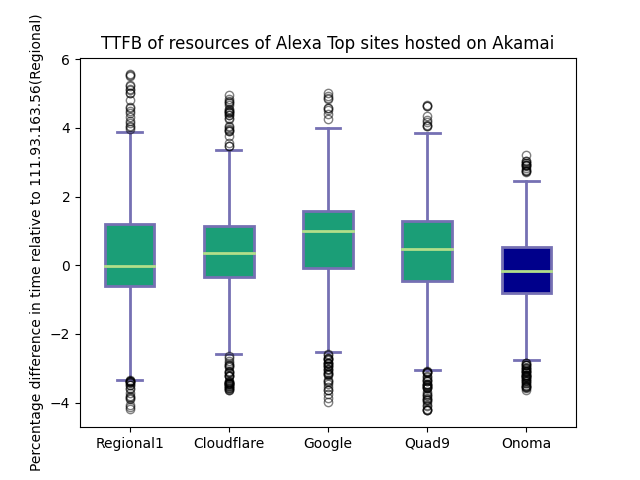 TTFB of resources of Alexa Top sites hosted on Akamai
Percentage difference in time relative to 111.93.163.56(Regional)
6
4
2
0
−2
−4
Regional1 Cloudflare Google Quad9 Onoma